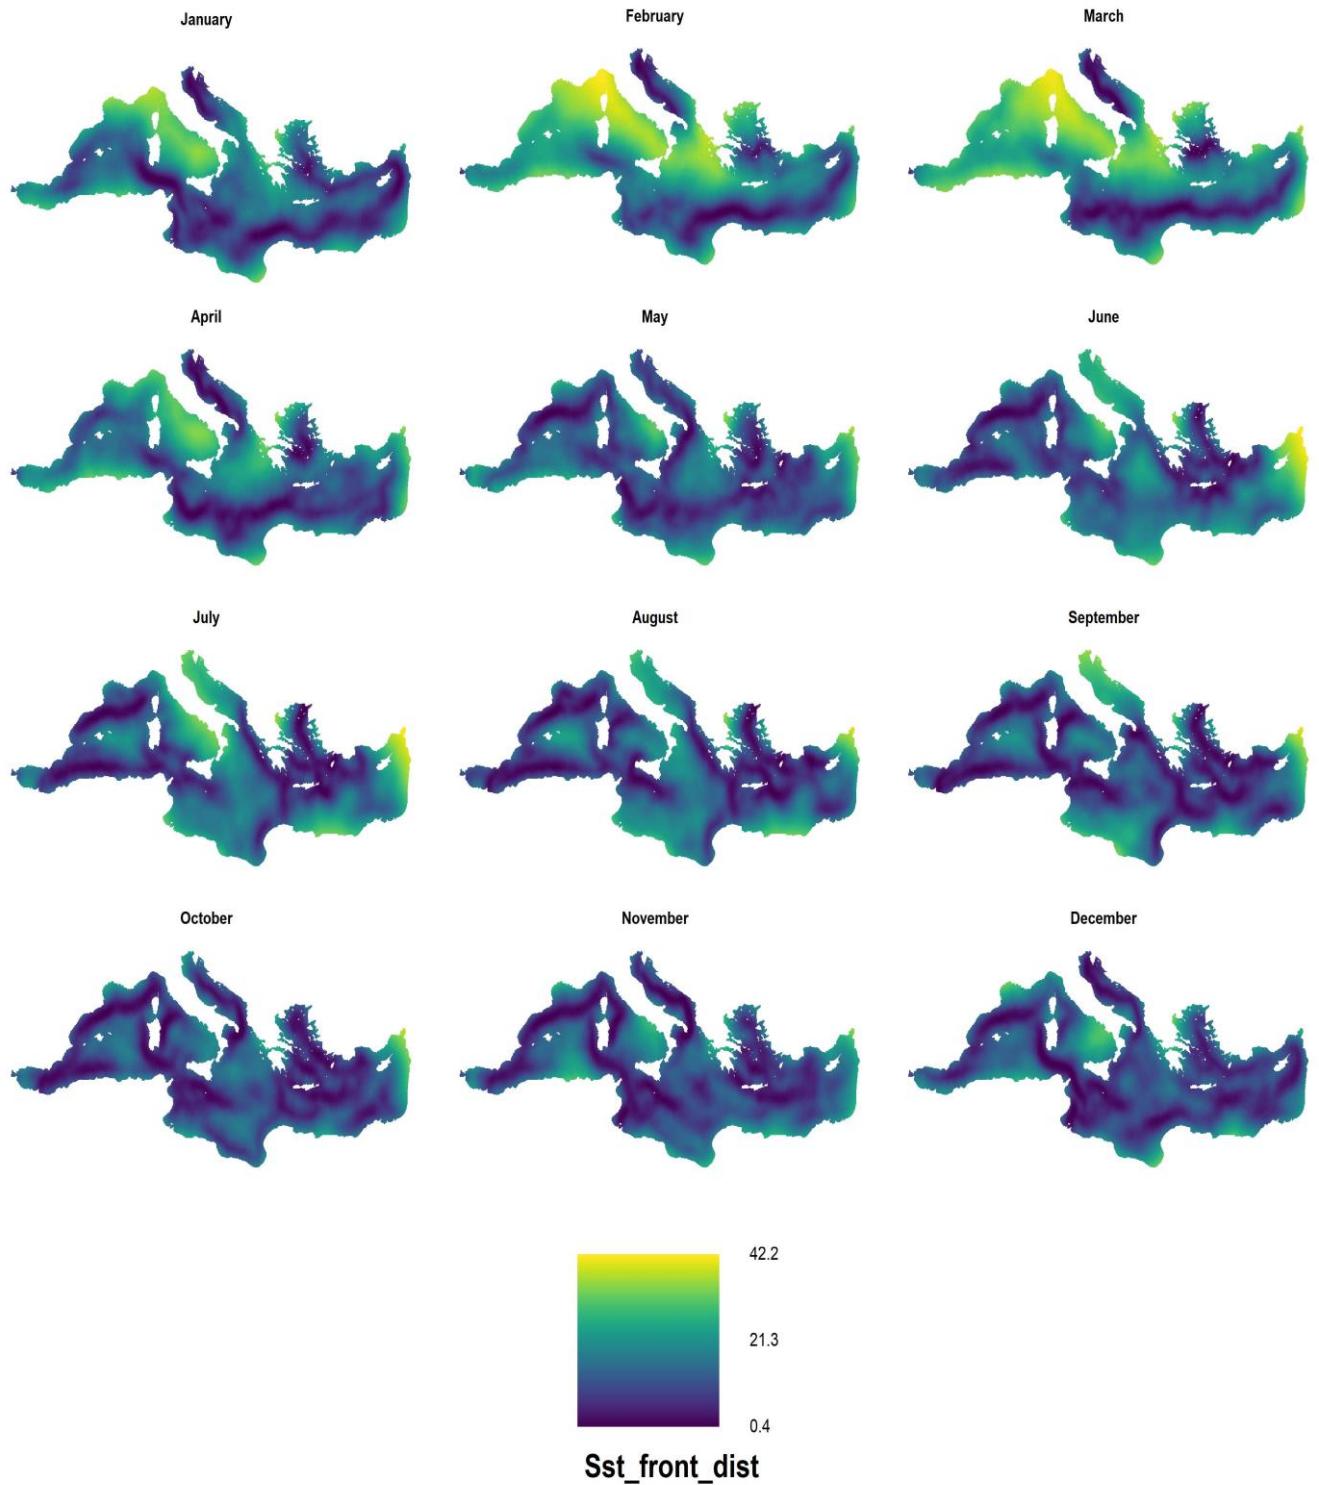 January
February
March
April
May
June
July
August
September
October
November
December
42.2
21.3
0.4
Sst_front_dist